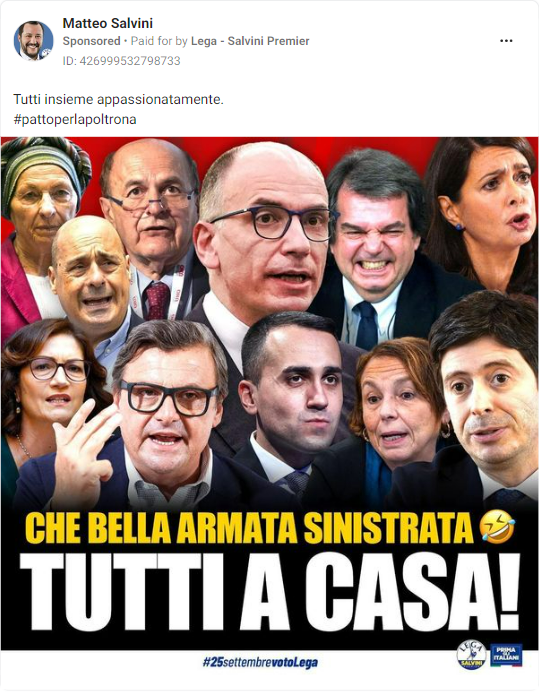 Matteo Salvini
Sponsored • Paid for by Lega - Salvini Premier
ID: 426999532798733
Tutti insieme appassionatamente.
#pattoperlapoltrona
CHE BELLA ARMATA SINISTRATA 🤣
TUTTI A CASA!
#25settembrevotoLega
LEGA
SALVINI
PRIMA
GLI
ITALIANI